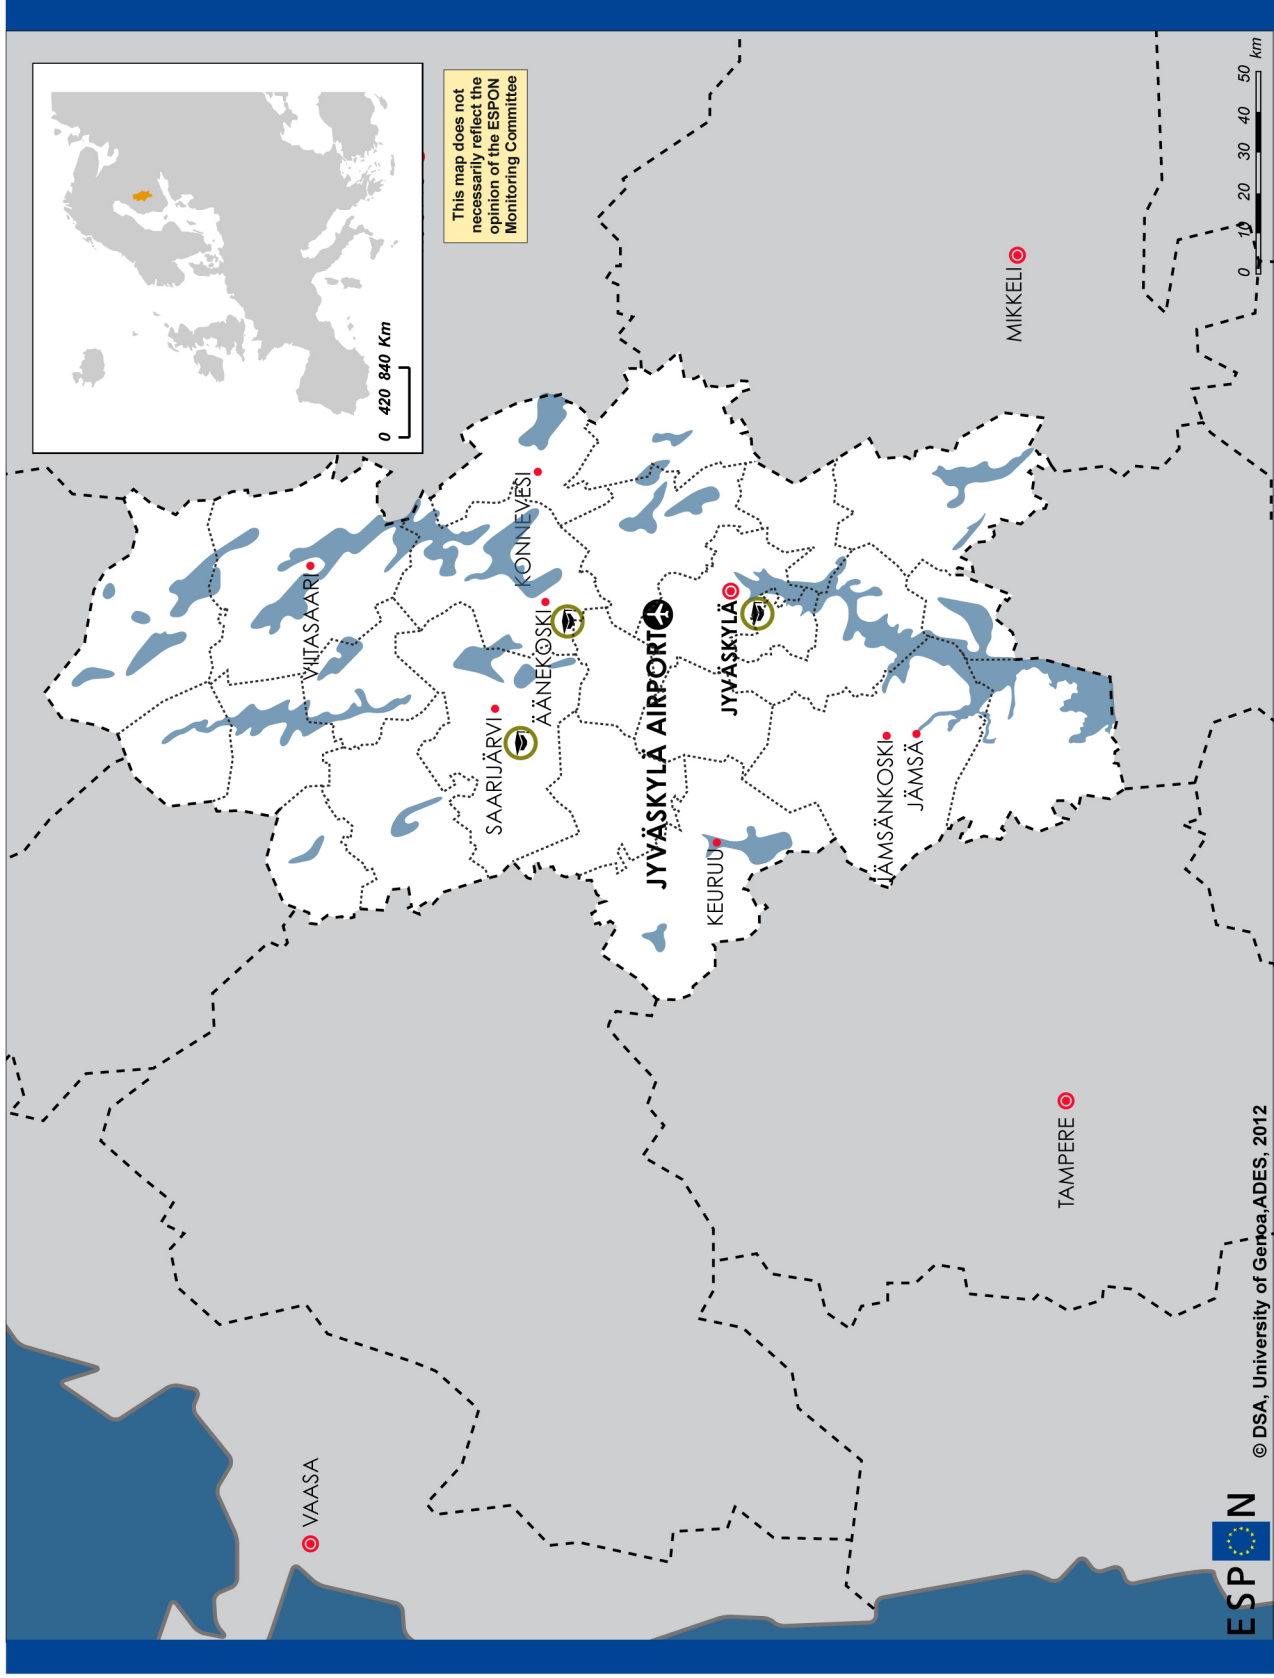 This map does not
necessarily reflect the
opinion of the ESPON
Monitoring Committee
0 420 840 Km
VIITASAARI
KONNEVESI
SAARIJÄRVI
ÄÄNEKOSKI
JYVÄSKYLÄ AIRPORT
JYVÄSKYLÄ
KEURUU
JÄMSÄNKOSKI
JÄMSÄ
MIKKELI
TAMPERE
VAASA
ESP N
© DSA, University of Genoa,ADES, 2012
0 10 20 30 40 50
km